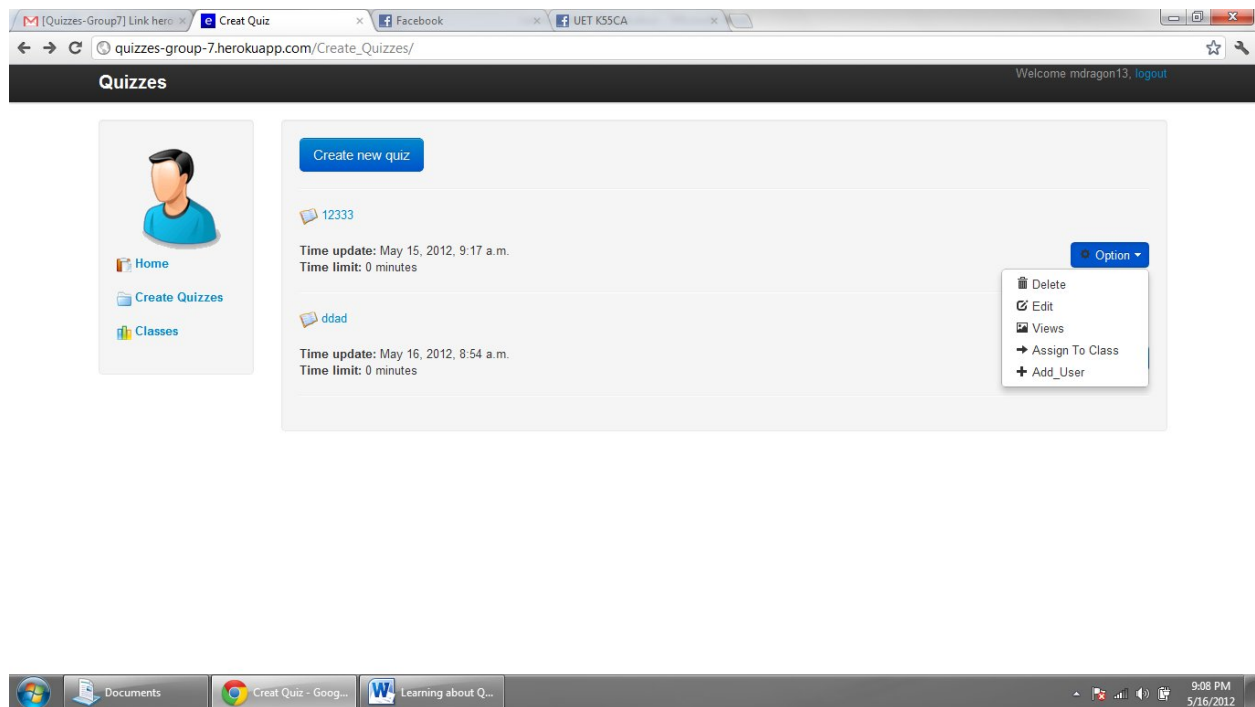 [Quizzes-Group7] Link hero
Creat Quiz
Facebook
UET K55CA
quizzes-group-7.herokuapp.com/Create_Quizzes/
Quizzes
Welcome mdragon13, logout
Create new quiz
12333
Time update: May 15, 2012, 9:17 a.m.
Time limit: 0 minutes
Option
Delete
Edit
Views
Assign To Class
Add_User
ddad
Time update: May 16, 2012, 8:54 a.m.
Time limit: 0 minutes
Home
Create Quizzes
Classes
Documents
Creat Quiz - Goog...
Learning about Q...
9:08 PM
5/16/2012